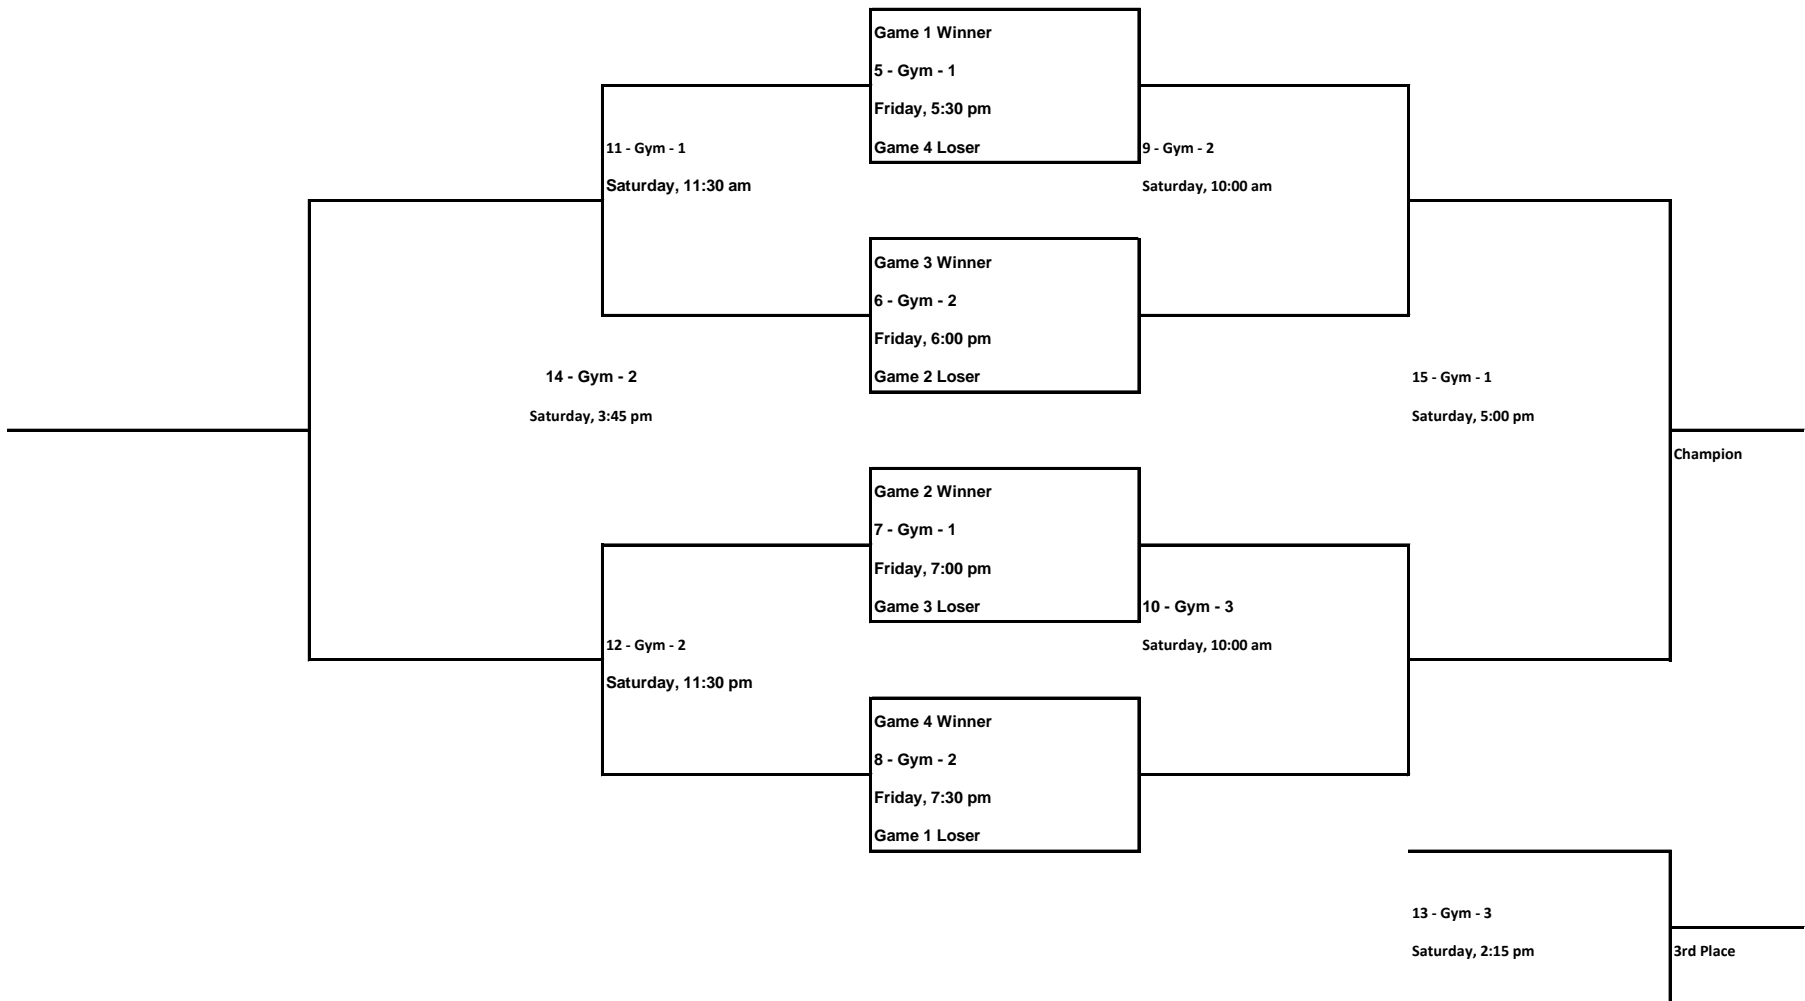 Game 1 Winner
5 - Gym - 1
Friday, 5:30 pm
11 - Gym - 1
Game 4 Loser
9 - Gym - 2
Saturday, 11:30 am
Saturday, 10:00 am
Game 3 Winner
6 - Gym - 2
Friday, 6:00 pm
14 - Gym - 2
Game 2 Loser
15 - Gym - 1
Saturday, 3:45 pm
Saturday, 5:00 pm
Champion
Game 2 Winner
7 - Gym - 1
Friday, 7:00 pm
Game 3 Loser
10 - Gym - 3
12 - Gym - 2
Saturday, 10:00 am
Saturday, 11:30 pm
Game 4 Winner
8 - Gym - 2
Friday, 7:30 pm
Game 1 Loser
13 - Gym - 3
Saturday, 2:15 pm
3rd Place